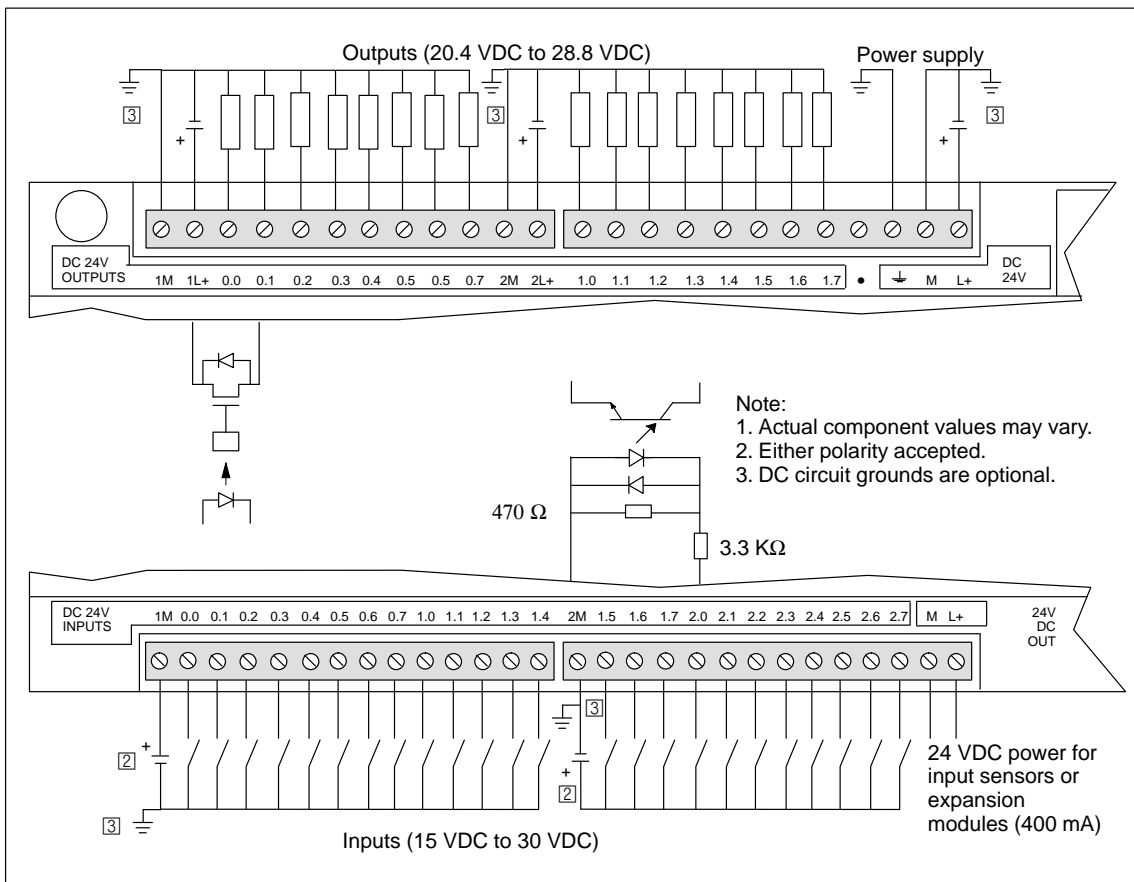 Outputs (20.4 VDC to 28.8 VDC)
Power supply
3
3
3
+
+
+
DC 24V
OUTPUTS
1M 1L+ 0.0 0.1 0.2 0.3 0.4 0.5 0.5 0.7 2M 2L+ 1.0 1.1 1.2 1.3 1.4 1.5 1.6 1.7 • M L+
DC
24V
Note:
1. Actual component values may vary.
2. Either polarity accepted.
3. DC circuit grounds are optional.
470 Ω
3.3 KΩ
DC 24V
INPUTS
1M 0.0 0.1 0.2 0.3 0.4 0.5 0.6 0.7 1.0 1.1 1.2 1.3 1.4 2M 1.5 1.6 1.7 2.0 2.1 2.2 2.3 2.4 2.5 2.6 2.7 M L+
24V
DC
OUT
3
+
2
+
2
3
24 VDC power for
input sensors or
expansion
modules (400 mA)
Inputs (15 VDC to 30 VDC)